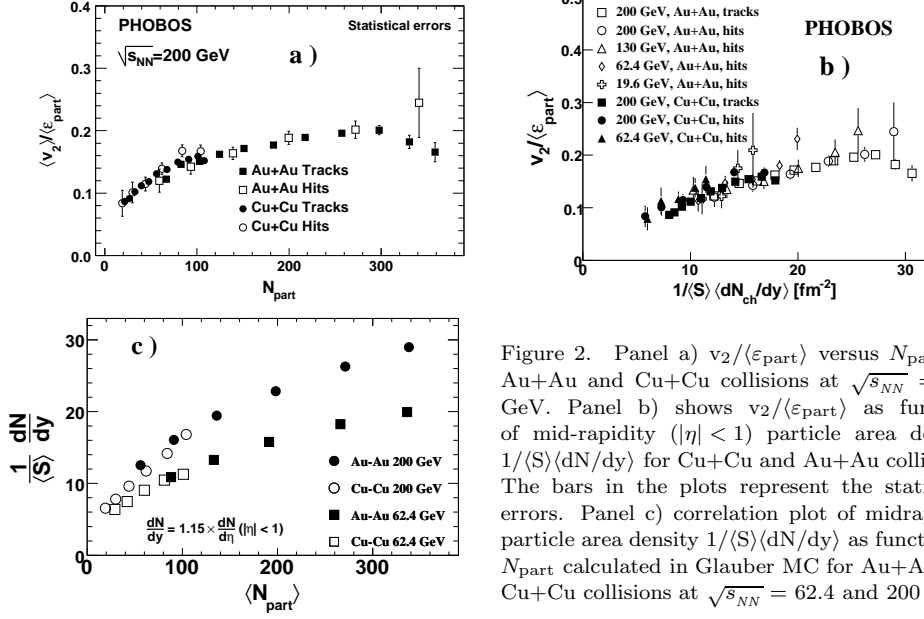 PHOBOS
Statistical errors
√s_NN=200 GeV
a )
⟨v2⟩/⟨εpart⟩
0.4
0.3
0.2
0.1
0.0
Au+Au Tracks
Au+Au Hits
Cu+Cu Tracks
Cu+Cu Hits
0 100 200 300
Npart
0.5
0.4
0.3
0.2
0.1
0
200 GeV, Au+Au, tracks
200 GeV, Au+Au, hits
130 GeV, Au+Au, hits
62.4 GeV, Au+Au, hits
19.6 GeV, Au+Au, hits
200 GeV, Cu+Cu, tracks
200 GeV, Cu+Cu, hits
62.4 GeV, Cu+Cu, hits
PHOBOS
b )
v2/⟨εpart⟩
0 10 20 30
1/⟨S⟩ ⟨dNch/dy⟩ [fm-2]
c )
30
20
10
0
1/⟨S⟩ dN/dy
Au-Au 200 GeV
Cu-Cu 200 GeV
Au-Au 62.4 GeV
Cu-Cu 62.4 GeV
dN/dy = 1.15 × dN/dη (|η| < 1)
0 100 200 300
⟨Npart⟩
Figure 2. Panel a) v2/⟨εpart⟩ versus Npa
Au+Au and Cu+Cu collisions at √sNN =
GeV. Panel b) shows v2/⟨εpart⟩ as fun
of mid-rapidity (|η| < 1) particle area de
1/⟨S⟩⟨dN/dy⟩ for Cu+Cu and Au+Au colli
The bars in the plots represent the stati
errors. Panel c) correlation plot of midra
particle area density 1/⟨S⟩⟨dN/dy⟩ as funct
Npart calculated in Glauber MC for Au+A
Cu+Cu collisions at √sNN = 62.4 and 200